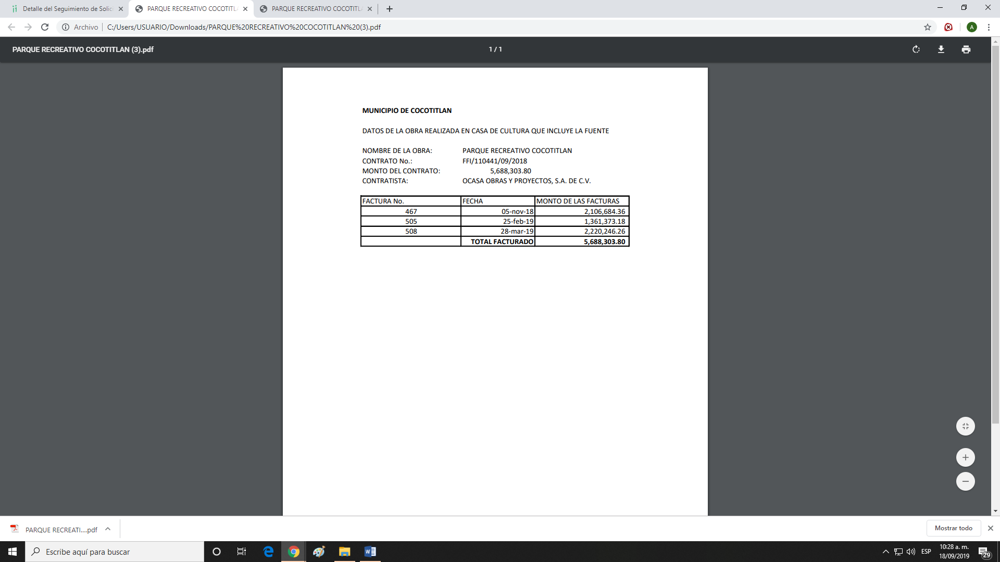 Detalle del Seguimiento de Solici
PARQUE RECREATIVO COCOTITLA
PARQUE RECREATIVO COCOTITLA
Archivo
C:/Users/USUARIO/Downloads/PARQUE%20RECREATIVO%20COCOTITLAN%20(3).pdf
A
PARQUE RECREATIVO COCOTITLAN (3).pdf
1 / 1
MUNICIPIO DE COCOTITLAN
DATOS DE LA OBRA REALIZADA EN CASA DE CULTURA QUE INCLUYE LA FUENTE
NOMBRE DE LA OBRA: PARQUE RECREATIVO COCOTITLAN
CONTRATO No.: FFI/110441/09/2018
MONTO DEL CONTRATO: 5,688,303.80
CONTRATISTA: OCASA OBRAS Y PROYECTOS, S.A. DE C.V.
FACTURA No. FECHA MONTO DE LAS FACTURAS
467 05-nov-18 2,106,684.36
505 25-feb-19 1,361,373.18
508 28-mar-19 2,220,246.26
TOTAL FACTURADO 5,688,303.80
PARQUE RECREATI....pdf
Mostrar todo
Escribe aquí para buscar
ESP
10:28 a. m.
18/09/2019
29